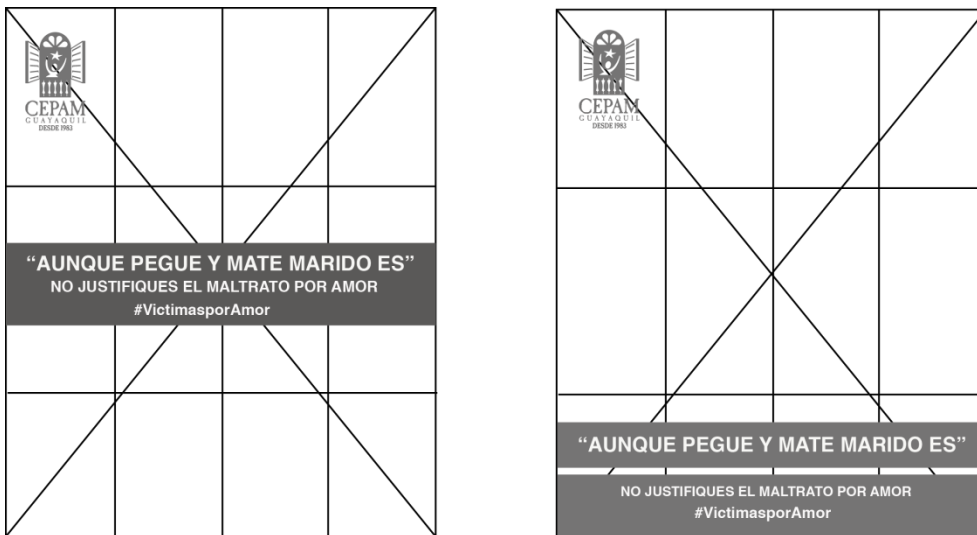 CEPAM
GUAYAQUIL
DESDE 1983
“AUNQUE PEGUE Y MATE MARIDO ES”
NO JUSTIFIQUES EL MALTRATO POR AMOR
#VictimasporAmor
CEPAM
GUAYAQUIL
DESDE 1983
“AUNQUE PEGUE Y MATE MARIDO ES”
NO JUSTIFIQUES EL MALTRATO POR AMOR
#VictimasporAmor